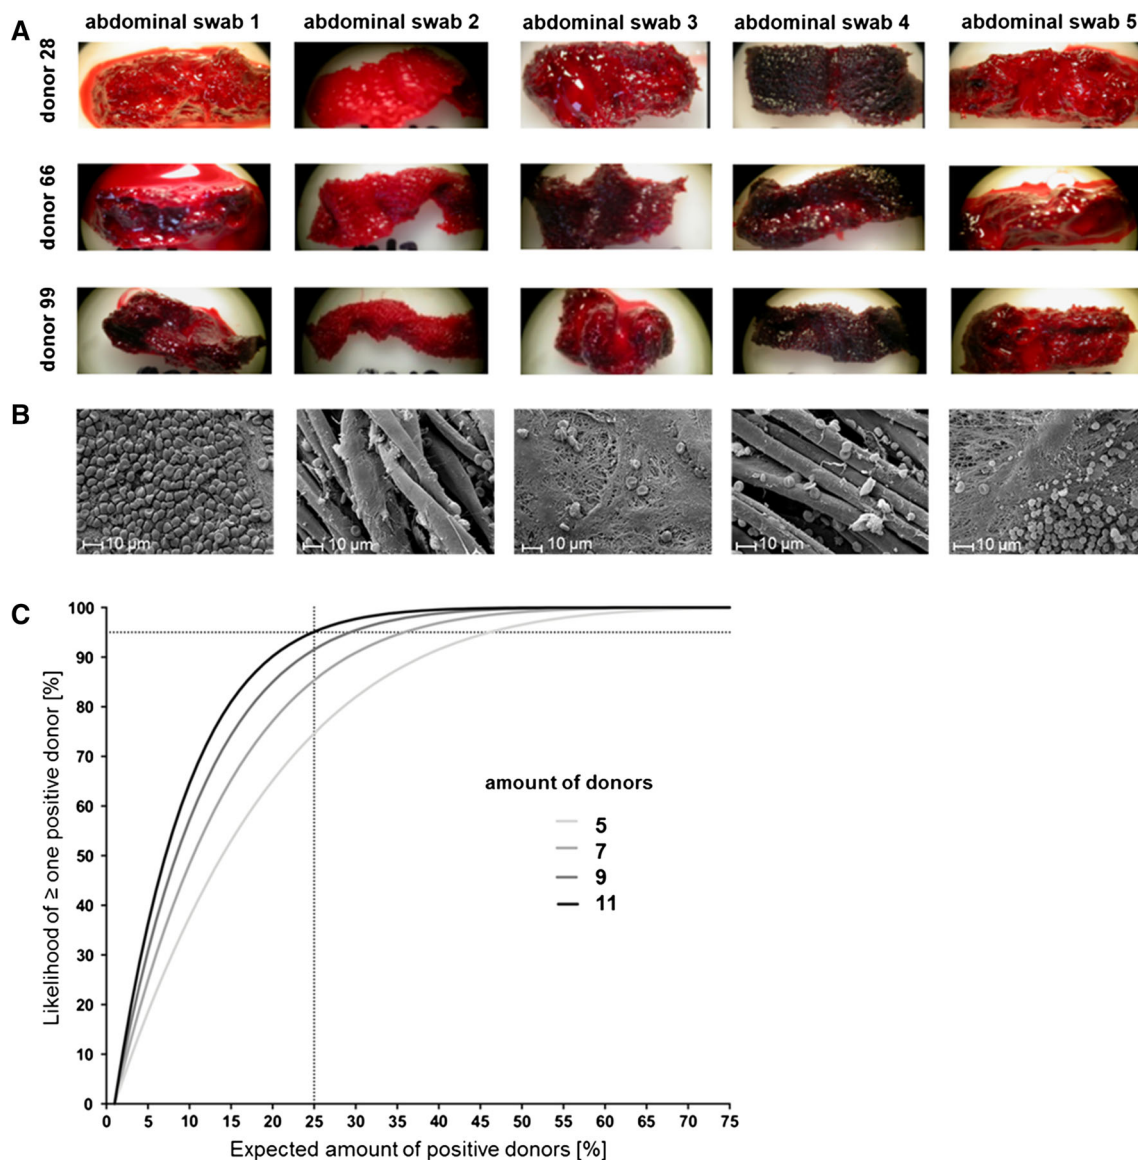 A
abdominal swab 1 abdominal swab 2 abdominal swab 3 abdominal swab 4 abdominal swab 5
donor 28
donor 66
donor 99
B
10 µm 10 µm 10 µm 10 µm 10 µm
C
Likelihood of ≥ one positive donor [%]
100
90
80
70
60
50
40
30
20
10
0
amount of donors
5
7
9
11
0 5 10 15 20 25 30 35 40 45 50 55 60 65 70 75
Expected amount of positive donors [%]